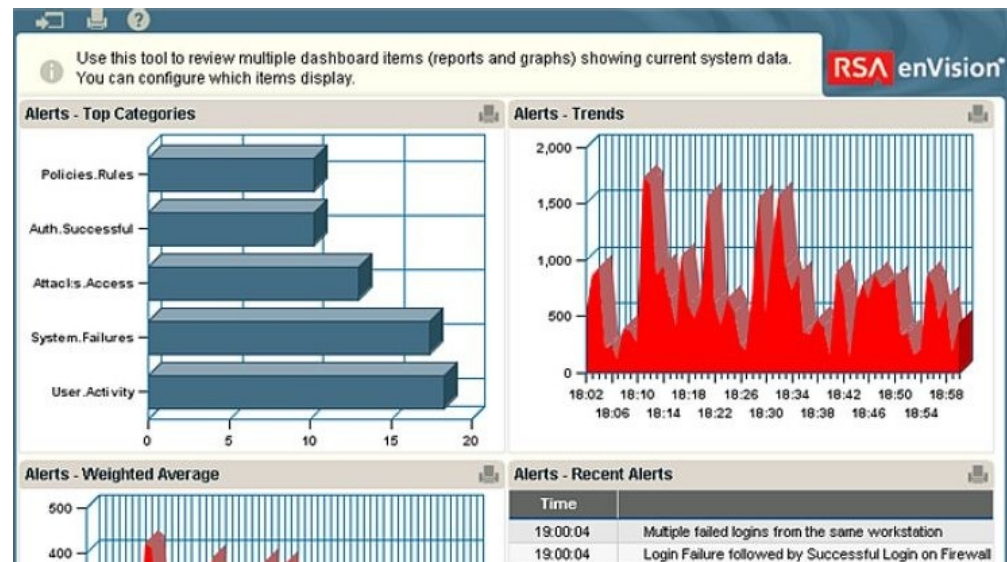 Use this tool to review multiple dashboard items (reports and graphs) showing current system data.
You can configure which items display.
RSA enVision
Alerts - Top Categories
Policies.Rules
Auth.Successful
Attacks.Access
System.Failures
User.Activity
0 5 10 15 20
Alerts - Trends
2,000
1,500
1,000
500
0
18:02 18:10 18:18 18:26 18:34 18:42 18:50 18:58
18:06 18:14 18:22 18:30 18:38 18:46 18:54
Alerts - Weighted Average
500
400
Alerts - Recent Alerts
Time
19:00:04 Multiple failed logins from the same workstation
19:00:04 Login Failure followed by Successful Login on Firewall